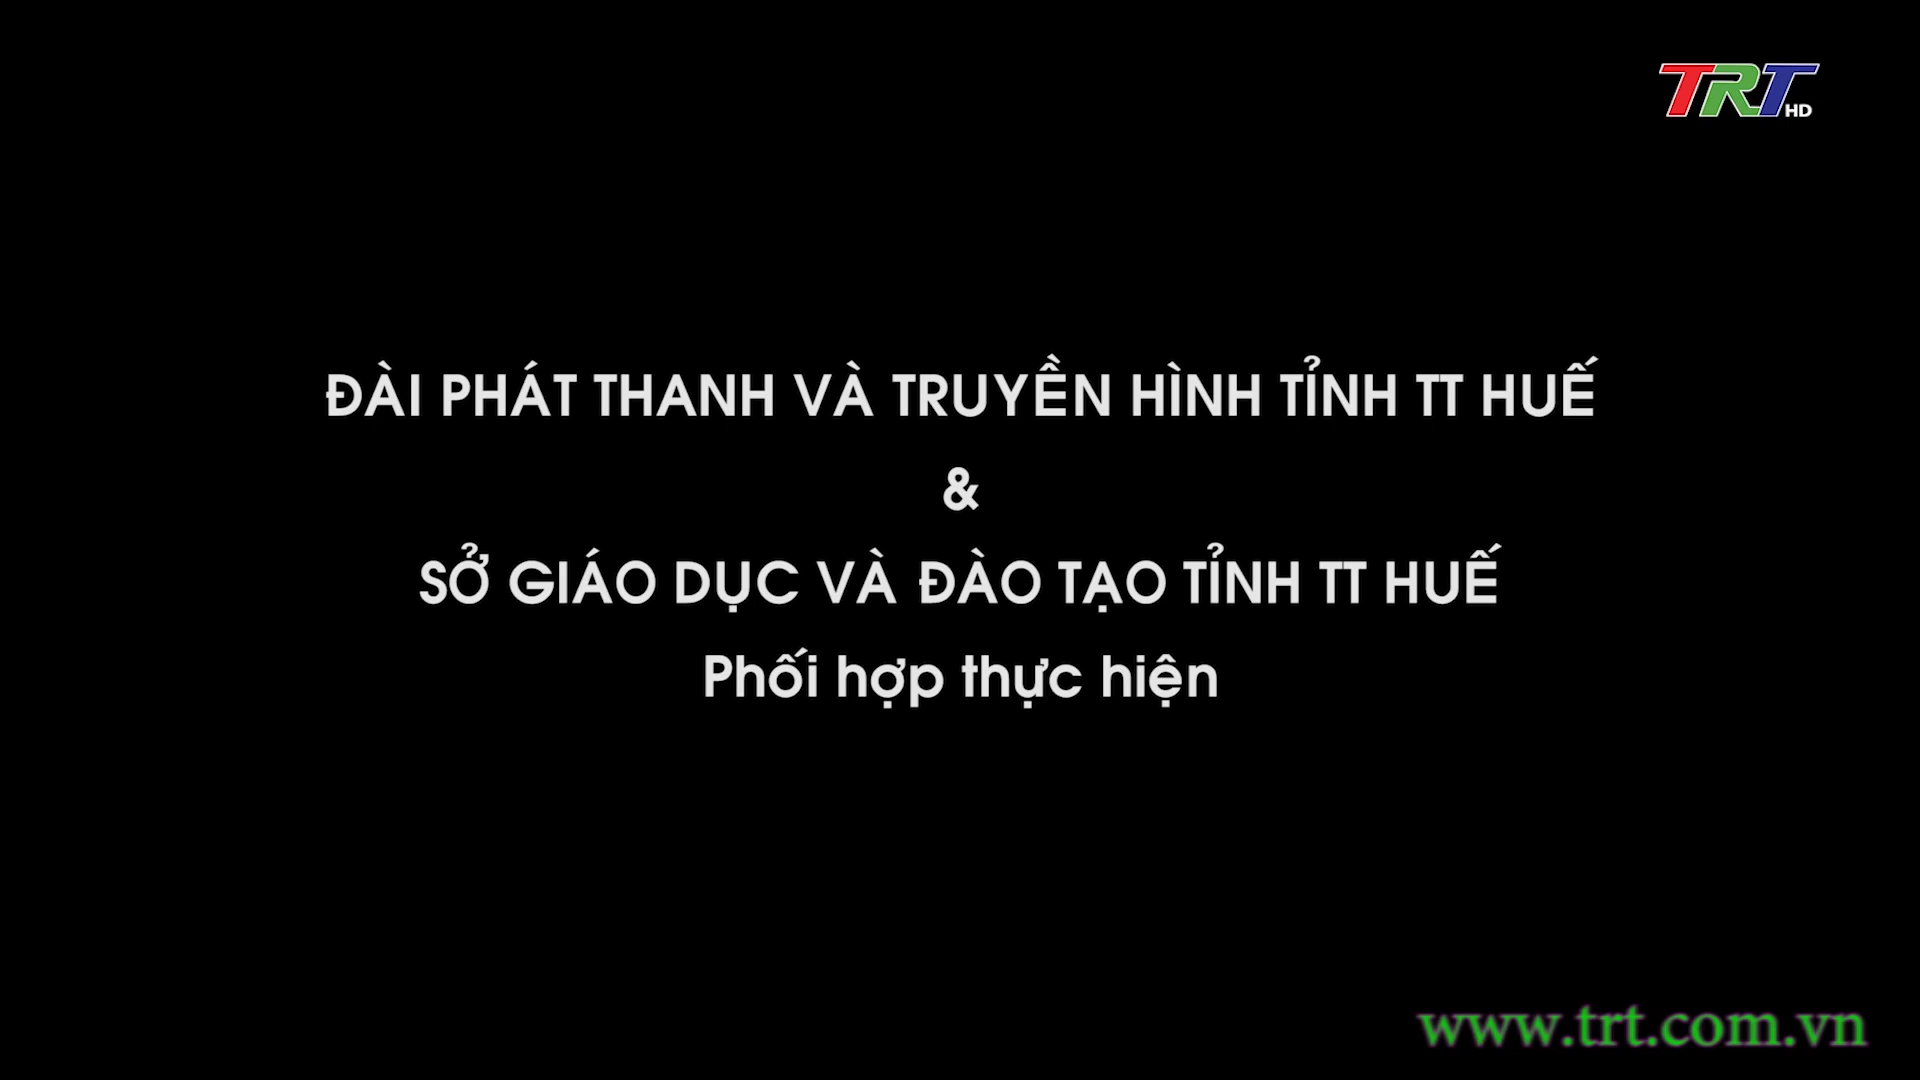 TRT HD
ĐÀI PHÁT THANH VÀ TRUYỀN HÌNH TỈNH TT HUẾ
&
SỞ GIÁO DỤC VÀ ĐÀO TẠO TỈNH TT HUẾ
Phối hợp thực hiện
www.trt.com.vn